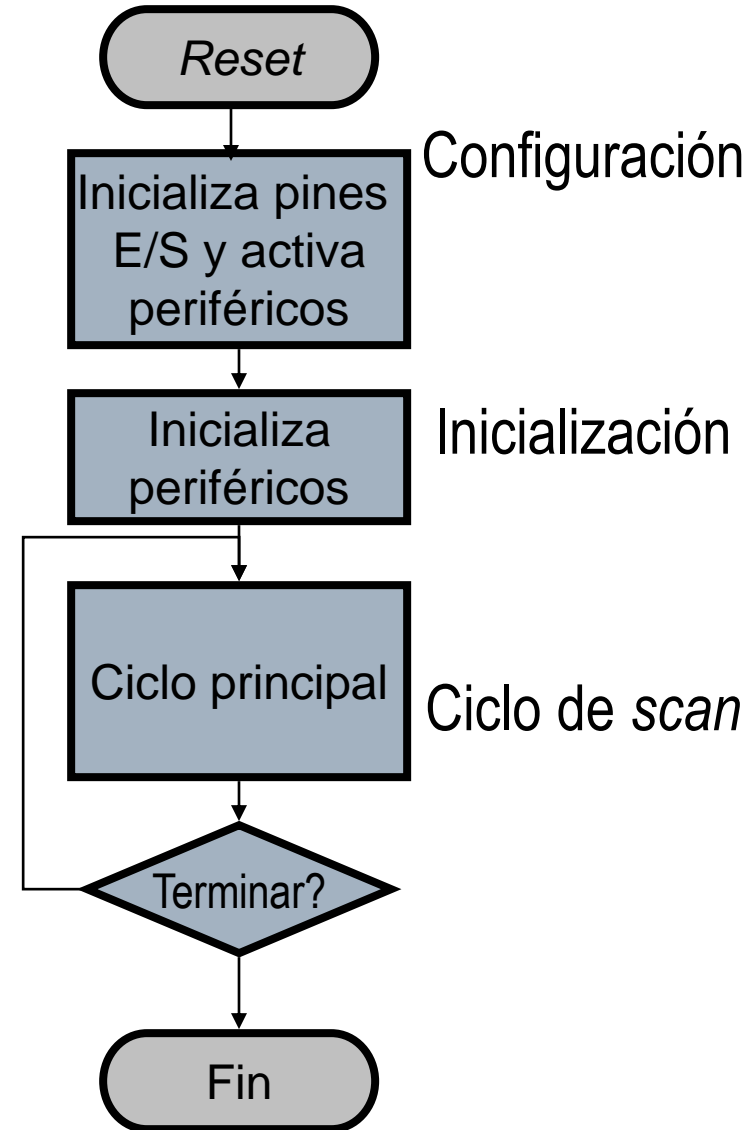 Reset
Configuración
Inicializa pines
E/S y activa
periféricos
Inicialización
Inicializa
periféricos
Ciclo principal
Ciclo de scan
Terminar?
Fin